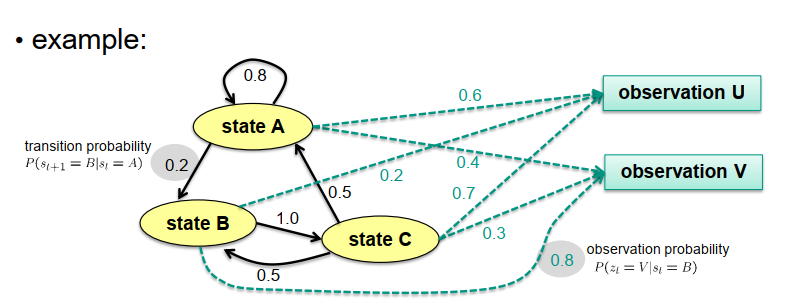 • example:
0.8
0.6
observation U
state A
transition probability
P(s_{t+1} = B|s_t = A)
0.2
0.4
0.2
observation V
0.5
0.7
state B
1.0
state C
0.3
0.5
0.8
observation probability
P(z_t = V|s_t = B)